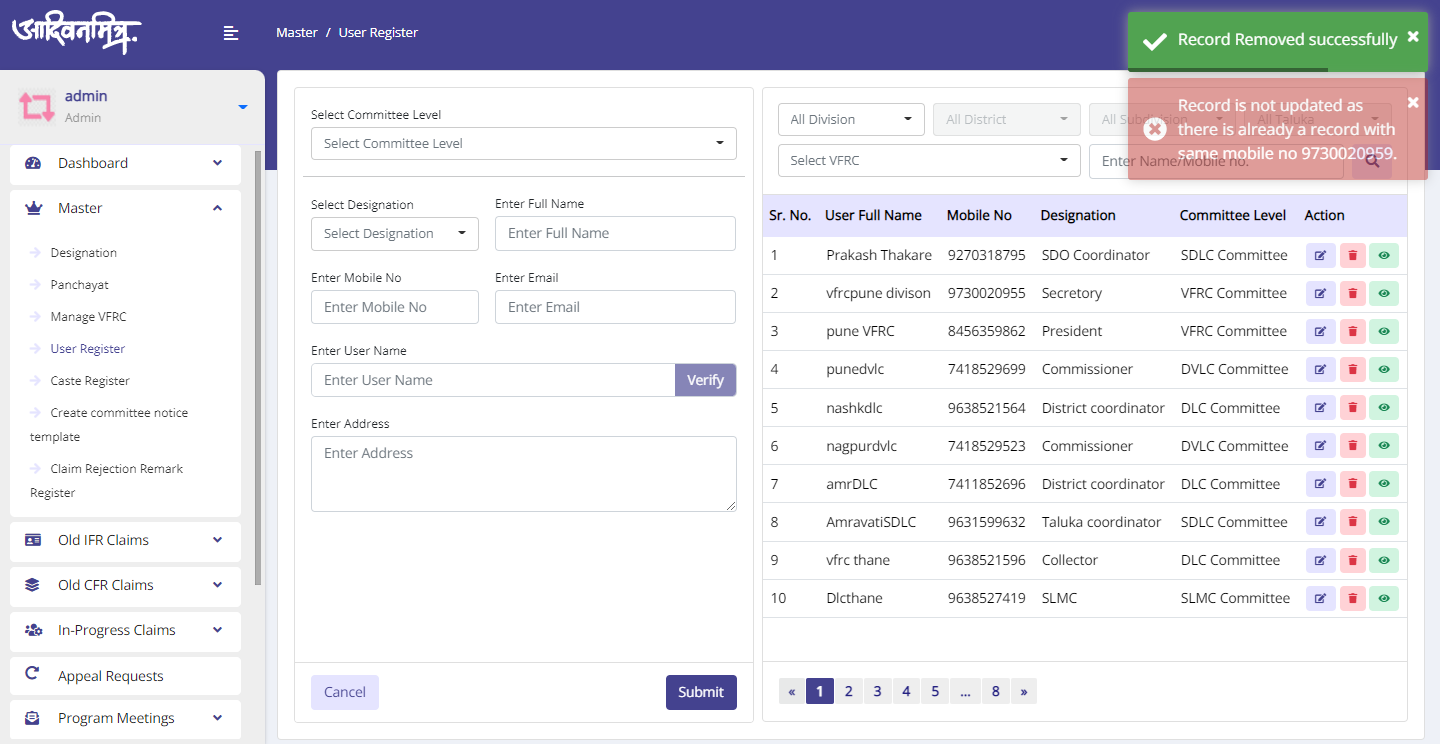 आदिवनमित्र
Master / User Register
Record Removed successfully
Record is not updated as
there is already a record with
same mobile no 9730020959.
admin
Admin
Dashboard
Master
Designation
Panchayat
Manage VFRC
User Register
Caste Register
Create committee notice
template
Claim Rejection Remark
Register
Old IFR Claims
Old CFR Claims
In-Progress Claims
Appeal Requests
Program Meetings
Select Committee Level
Select Committee Level
Select Designation
Enter Full Name
Select Designation
Enter Full Name
Enter Mobile No
Enter Email
Enter Mobile No
Enter Email
Enter User Name
Enter User Name
Verify
Enter Address
Enter Address
Cancel
Submit
All Division
All District
All Subdivision
All Taluka
Select VFRC
Enter Name/Mobile no.
Sr. No. User Full Name Mobile No Designation Committee Level Action
1 Prakash Thakare 9270318795 SDO Coordinator SDLC Committee
2 vfrcpune divison 9730020955 Secretory VFRC Committee
3 pune VFRC 8456359862 President VFRC Committee
4 punedvlc 7418529699 Commissioner DVLC Committee
5 nashkdlc 9638521564 District coordinator DLC Committee
6 nagpurdvlc 7418529523 Commissioner DVLC Committee
7 amrDLC 7411852696 District coordinator DLC Committee
8 AmravatiSDLC 9631599632 Taluka coordinator SDLC Committee
9 vfrc thane 9638521596 Collector DLC Committee
10 Dlcthane 9638527419 SLMC SLMC Committee
« 1 2 3 4 5 ... 8 »